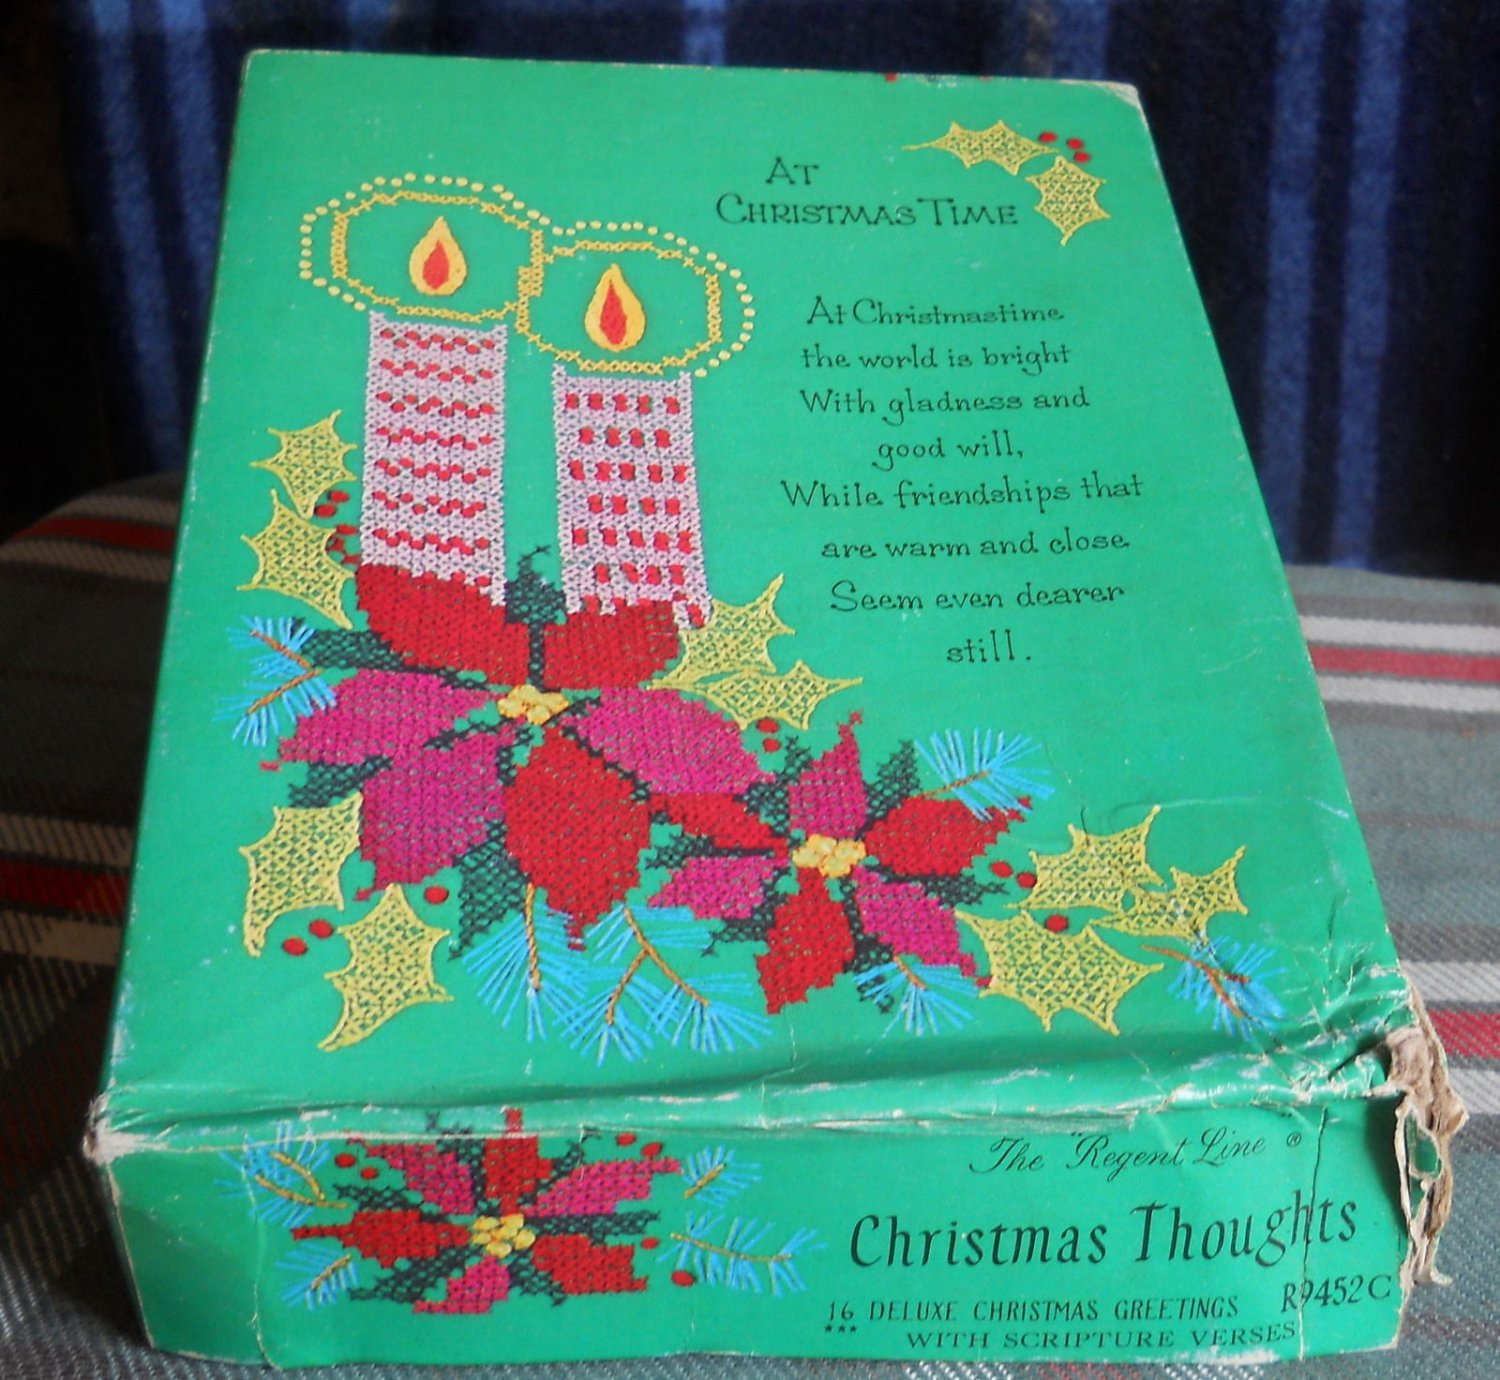 At
Christmas Time
At Christmastime
the world is bright
With gladness and
good will,
While friendships that
are warm and close
Seem even dearer
still.
The "Regent Line ®
Christmas Thoughts
R9452C
16 DELUXE CHRISTMAS GREETINGS
***
WITH SCRIPTURE VERSES